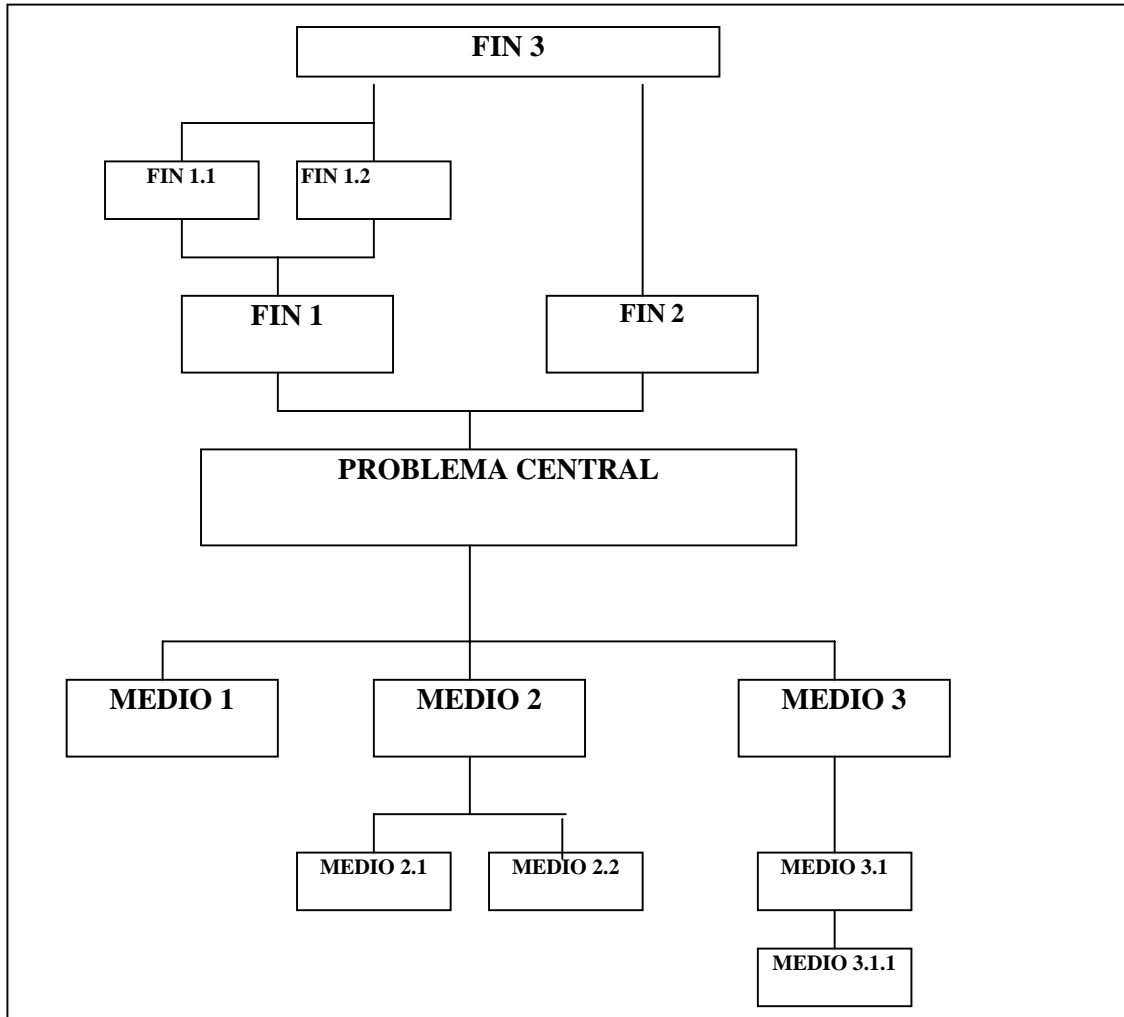 FIN 3
FIN 1.1
FIN 1.2
FIN 1
FIN 2
PROBLEMA CENTRAL
MEDIO 1
MEDIO 2
MEDIO 3
MEDIO 2.1
MEDIO 2.2
MEDIO 3.1
MEDIO 3.1.1